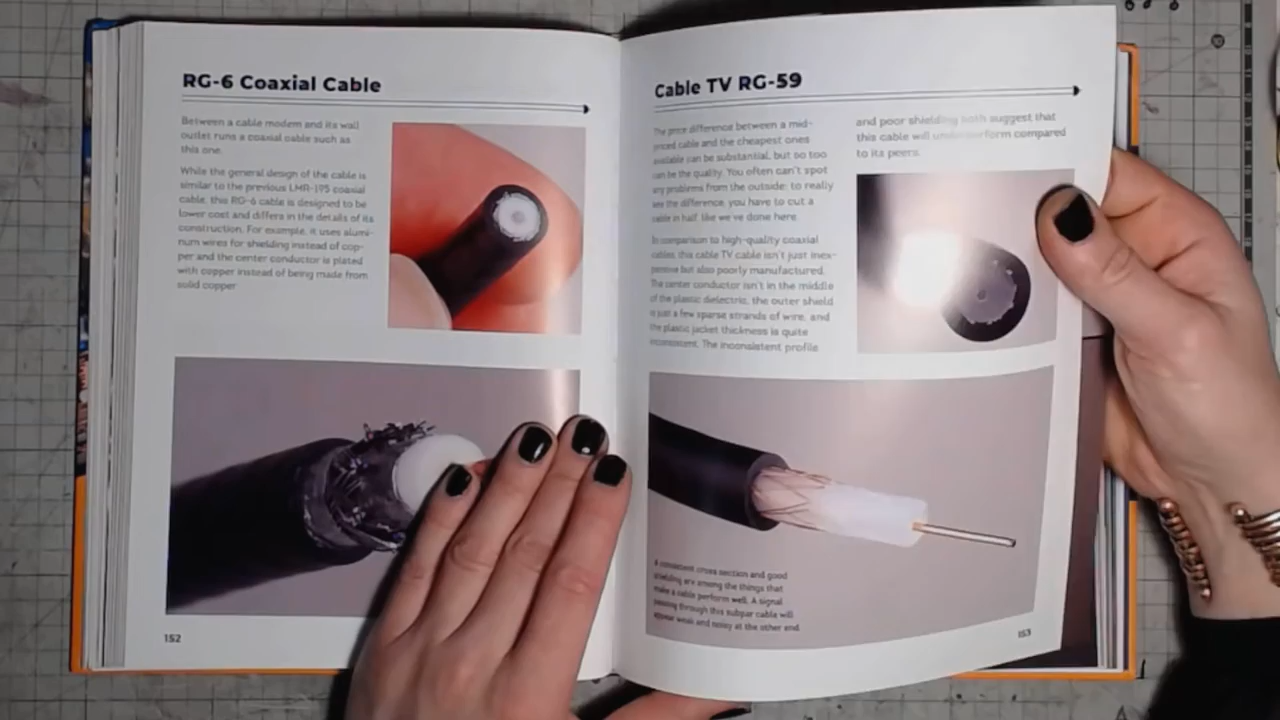 RG-6 Coaxial Cable
Between a cable modem and its wall
outlet runs a coaxial cable such as
this one.
While the general design of the cable is
similar to the previous LMR-195 coaxial
cable, this RG-6 cable is designed to be
lower cost and differs in the details of its
construction. For example, it uses alumi-
num wires for shielding instead of cop-
per and the center conductor is plated
with copper instead of being made from
solid copper
152
Cable TV RG-59
The price difference between a mid-
priced cable and the cheapest ones
available can be substantial, but so too
can be the quality. You often can't spot
any problems from the outside; to really
see the difference, you have to cut a
cable in half, like we've done here
In comparison to high-quality coaxial
cables, this cable TV cable isn't just inex-
pensive but also poorly manufactured.
The center conductor isn't in the middle
of the plastic dielectric, the outer shield
is just a few sparse strands of wire, and
the plastic jacket thickness is quite
inconsistent. The inconsistent profile
and poor shielding both suggest that
this cable will underperform compared
to its peers.
A consistent cross section and good
shielding are among the things that
make a cable perform well. A signal
passing through this subpar cable will
appear weak and noisy at the other end.
153